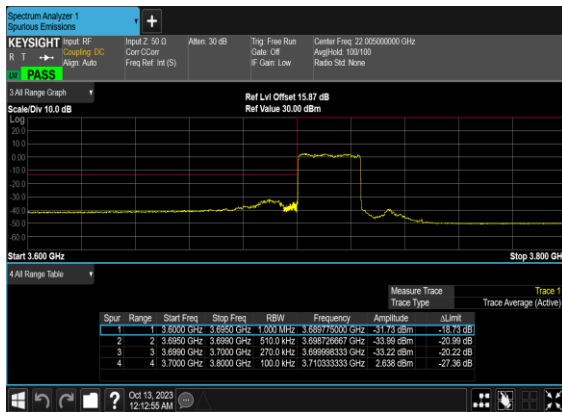 Spectrum Analyzer 1
Spurious Emissions
KEYSIGHT Input: RF Input Z: 50 Ω Atten: 30 dB Trig: Free Run Center Freq: 22.005000000 GHz
R T Coupling: DC Corr CCorr Gate: Off Avg|Hold: 100/100
Align: Auto Freq Ref: Int (S) IF Gain: Low Radio Std: None
PASS
3 All Range Graph
Ref Lvl Offset 15.87 dB
Scale/Div 10.0 dB Ref Value 30.00 dBm
Log
20.0
10.0
0.00
-10.0
-20.0
-30.0
-40.0
-50.0
-60.0
Start 3.600 GHz Stop 3.800 GH
4 All Range Table
Measure Trace Trace 1
Trace Type Trace Average (Active)
Spur Range Start Freq Stop Freq RBW Frequency Amplitude ΔLimit
1 1 3.6000 GHz 3.6950 GHz 1.000 MHz 3.689775000 GHz -31.73 dBm -18.73 dB
2 2 3.6950 GHz 3.6990 GHz 510.0 kHz 3.698726667 GHz -33.99 dBm -20.99 dB
3 3 3.6990 GHz 3.7000 GHz 270.0 kHz 3.699998333 GHz -33.22 dBm -20.22 dB
4 4 3.7000 GHz 3.8000 GHz 100.0 kHz 3.710333333 GHz 2.638 dBm -27.36 dB
Oct 13, 2023
12:12:55 AM